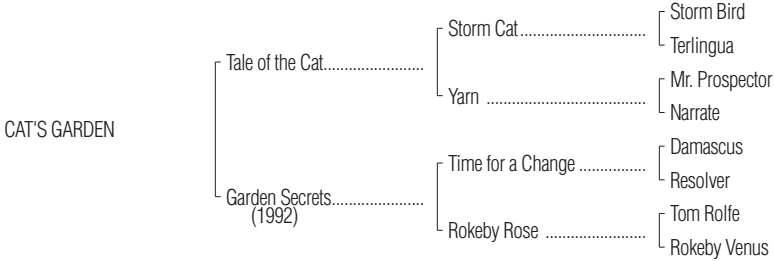 Storm Bird
Storm Cat..............................
Terlingua
Tale of the Cat........................
Mr. Prospector
Yarn ......................................
Narrate
CAT'S GARDEN
Damascus
Time for a Change ................
Resolver
Garden Secrets......................
(1992)
Tom Rolfe
Rokeby Rose ........................
Rokeby Venus